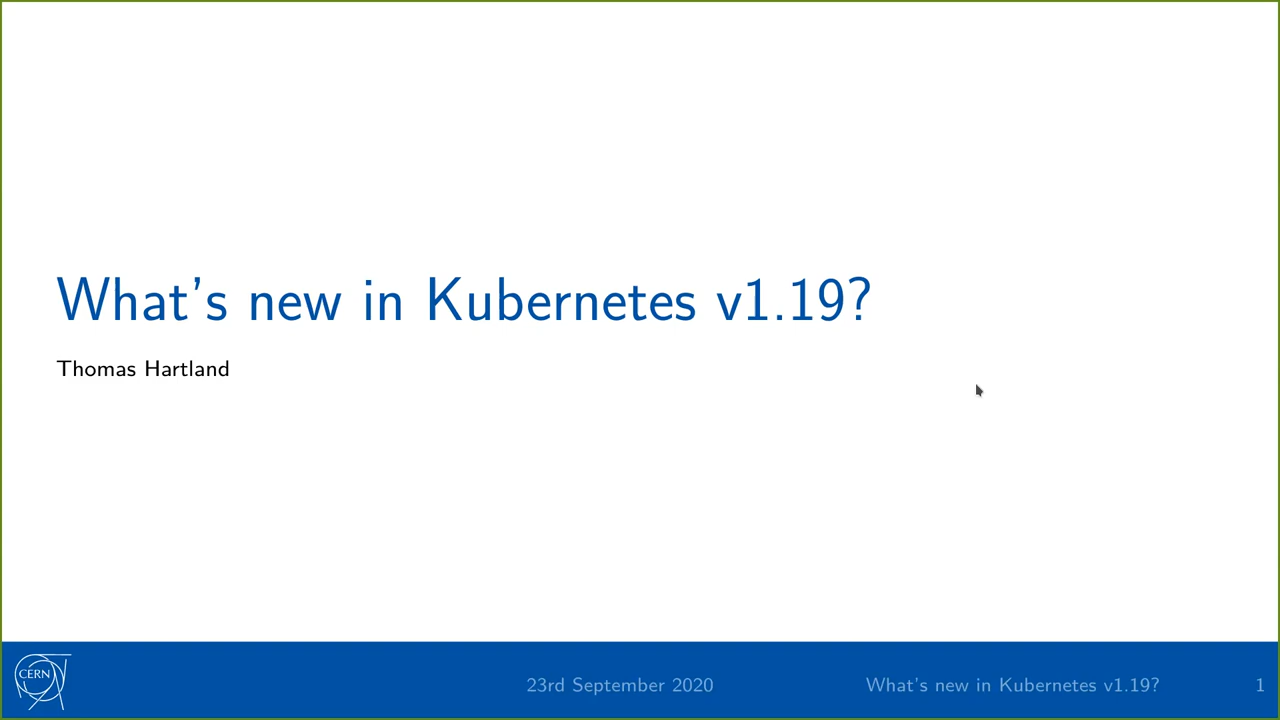 What's new in Kubernetes v1.19?
Thomas Hartland
CERN
23rd September 2020
What's new in Kubernetes v1.19?
1